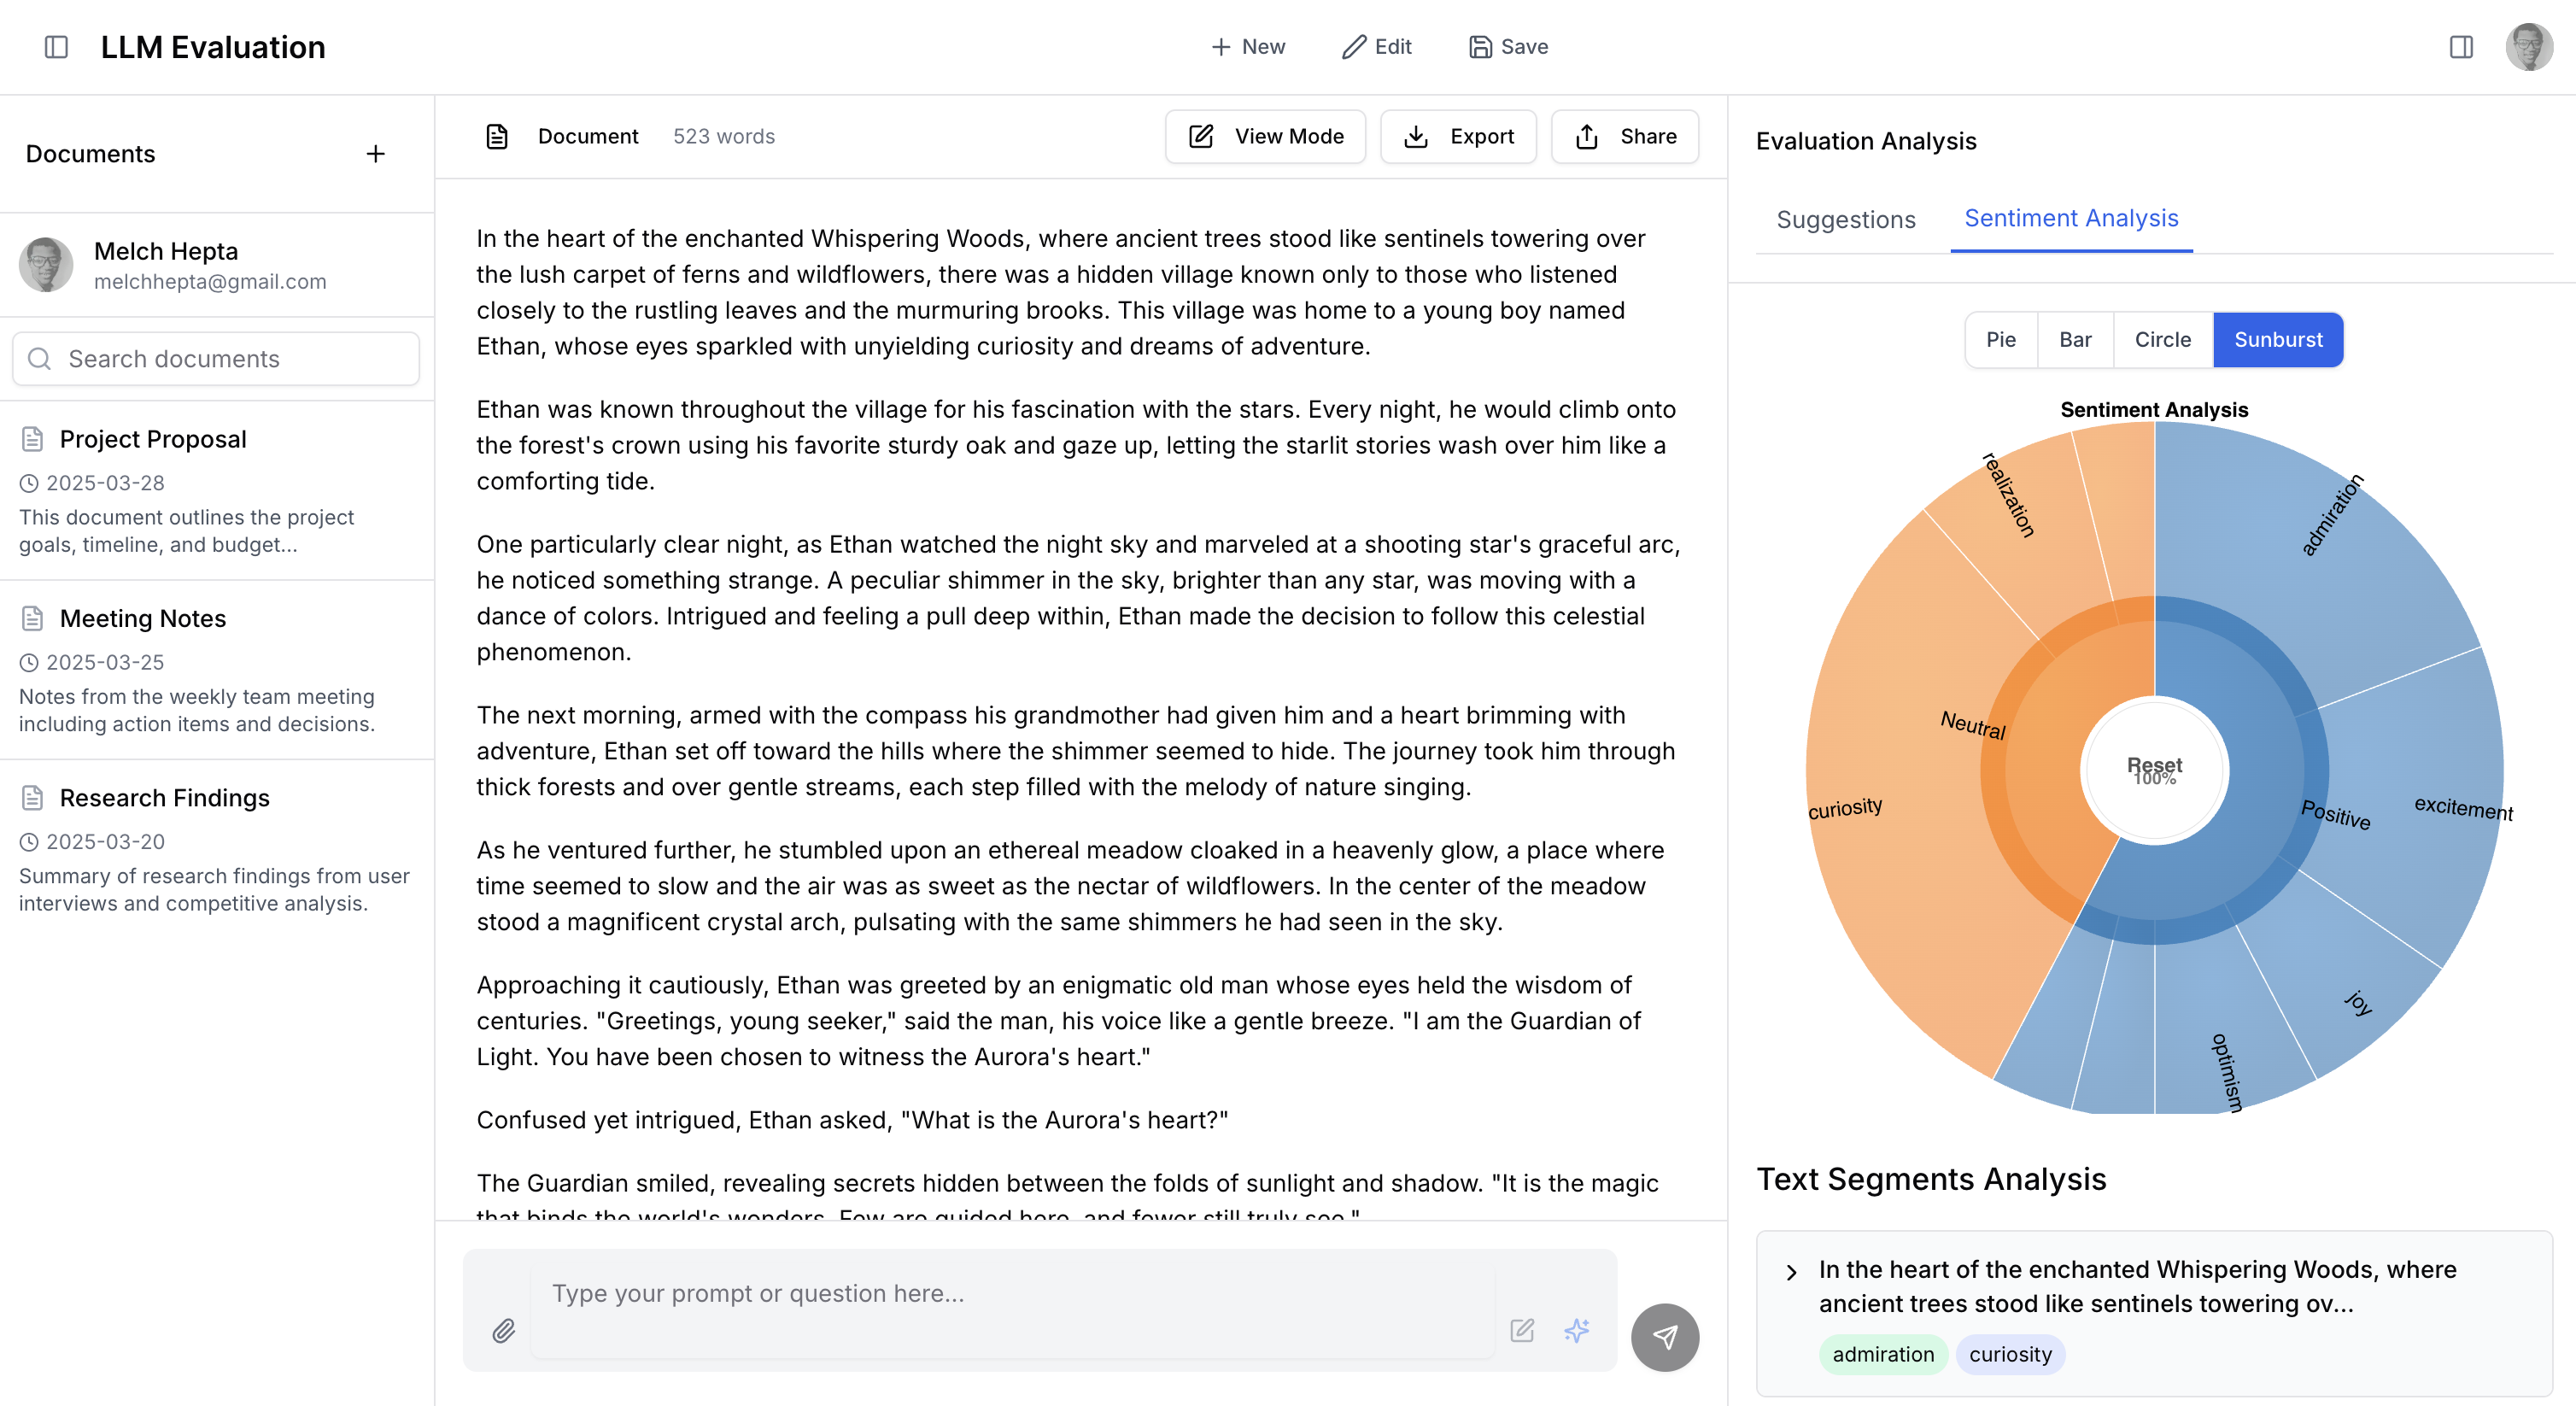 LLM Evaluation
New
Edit
Save
Documents
Melch Hepta
melchhepta@gmail.com
Search documents
Project Proposal
2025-03-28
This document outlines the project
goals, timeline, and budget...
Meeting Notes
2025-03-25
Notes from the weekly team meeting
including action items and decisions.
Research Findings
2025-03-20
Summary of research findings from user
interviews and competitive analysis.
Document
523 words
View Mode
Export
Share
In the heart of the enchanted Whispering Woods, where ancient trees stood like sentinels towering over
the lush carpet of ferns and wildflowers, there was a hidden village known only to those who listened
closely to the rustling leaves and the murmuring brooks. This village was home to a young boy named
Ethan, whose eyes sparkled with unyielding curiosity and dreams of adventure.
Ethan was known throughout the village for his fascination with the stars. Every night, he would climb onto
the forest's crown using his favorite sturdy oak and gaze up, letting the starlit stories wash over him like a
comforting tide.
One particularly clear night, as Ethan watched the night sky and marveled at a shooting star's graceful arc,
he noticed something strange. A peculiar shimmer in the sky, brighter than any star, was moving with a
dance of colors. Intrigued and feeling a pull deep within, Ethan made the decision to follow this celestial
phenomenon.
The next morning, armed with the compass his grandmother had given him and a heart brimming with
adventure, Ethan set off toward the hills where the shimmer seemed to hide. The journey took him through
thick forests and over gentle streams, each step filled with the melody of nature singing.
As he ventured further, he stumbled upon an ethereal meadow cloaked in a heavenly glow, a place where
time seemed to slow and the air was as sweet as the nectar of wildflowers. In the center of the meadow
stood a magnificent crystal arch, pulsating with the same shimmers he had seen in the sky.
Approaching it cautiously, Ethan was greeted by an enigmatic old man whose eyes held the wisdom of
centuries. "Greetings, young seeker," said the man, his voice like a gentle breeze. "I am the Guardian of
Light. You have been chosen to witness the Aurora's heart."
Confused yet intrigued, Ethan asked, "What is the Aurora's heart?"
The Guardian smiled, revealing secrets hidden between the folds of sunlight and shadow. "It is the magic
that binds the world's wonders. Few are guided here, and fewer still truly see."
Type your prompt or question here...
Evaluation Analysis
Suggestions
Sentiment Analysis
Pie
Bar
Circle
Sunburst
Sentiment Analysis
realization
admiration
Neutral
Reset
100%
curiosity
Positive
excitement
joy
optimism
Text Segments Analysis
In the heart of the enchanted Whispering Woods, where
ancient trees stood like sentinels towering ov...
admiration
curiosity